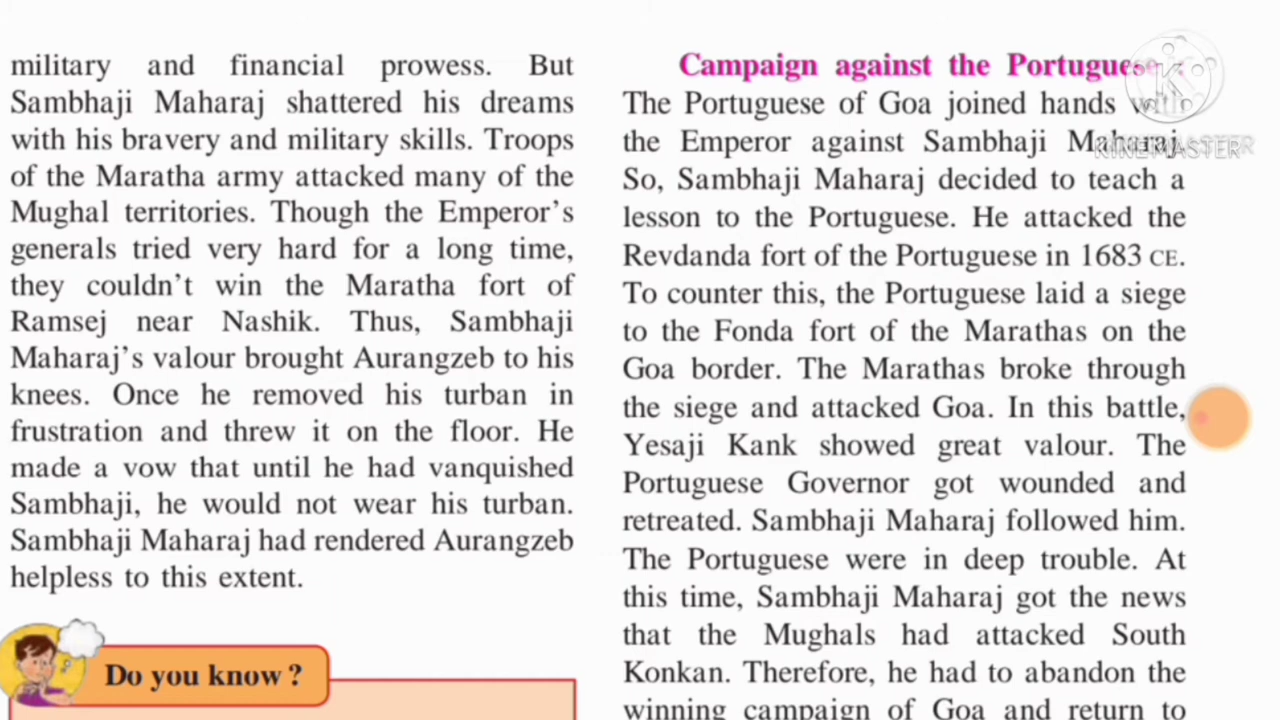 military and financial prowess. But
Sambhaji Maharaj shattered his dreams
with his bravery and military skills. Troops
of the Maratha army attacked many of the
Mughal territories. Though the Emperor's
generals tried very hard for a long time,
they couldn't win the Maratha fort of
Ramsej near Nashik. Thus, Sambhaji
Maharaj's valour brought Aurangzeb to his
knees. Once he removed his turban in
frustration and threw it on the floor. He
made a vow that until he had vanquished
Sambhaji, he would not wear his turban.
Sambhaji Maharaj had rendered Aurangzeb
helpless to this extent.
Do you know ?
Campaign against the Portuguese :
The Portuguese of Goa joined hands with
the Emperor against Sambhaji Maharaj.
So, Sambhaji Maharaj decided to teach a
lesson to the Portuguese. He attacked the
Revdanda fort of the Portuguese in 1683 CE.
To counter this, the Portuguese laid a siege
to the Fonda fort of the Marathas on the
Goa border. The Marathas broke through
the siege and attacked Goa. In this battle,
Yesaji Kank showed great valour. The
Portuguese Governor got wounded and
retreated. Sambhaji Maharaj followed him.
The Portuguese were in deep trouble. At
this time, Sambhaji Maharaj got the news
that the Mughals had attacked South
Konkan. Therefore, he had to abandon the
winning campaign of Goa and return to
K
KINEMASTER